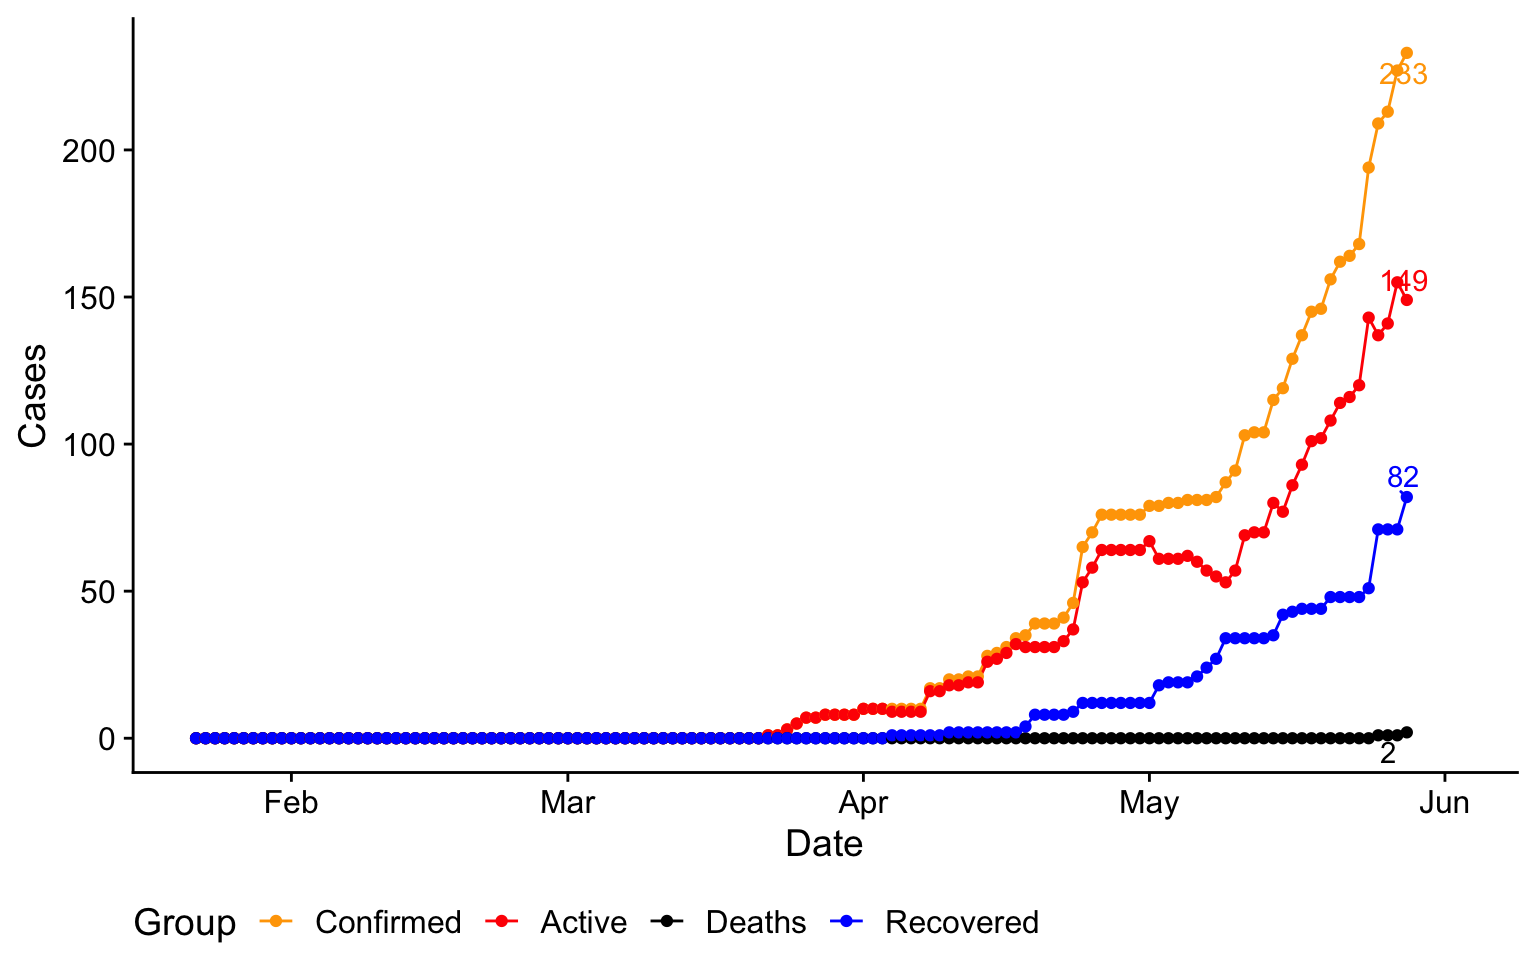 233
200
149
150
Cases
100
82
50
0
2
Feb Mar Apr May Jun
Date
Group Confirmed Active Deaths Recovered